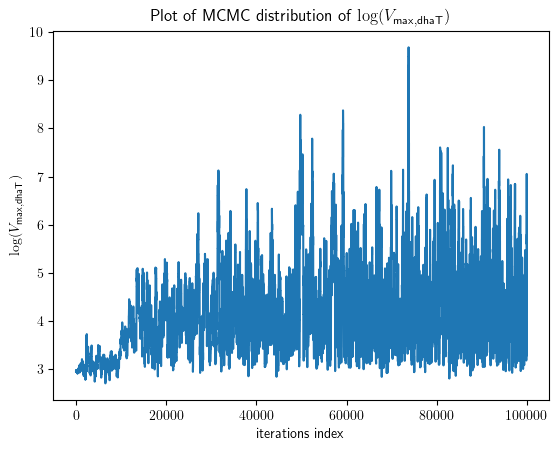 Plot of MCMC distribution of log(V_max,dhaT)
10
9
8
7
6
5
4
3
log(V_max,dhaT)
0 20000 40000 60000 80000 100000
iterations index